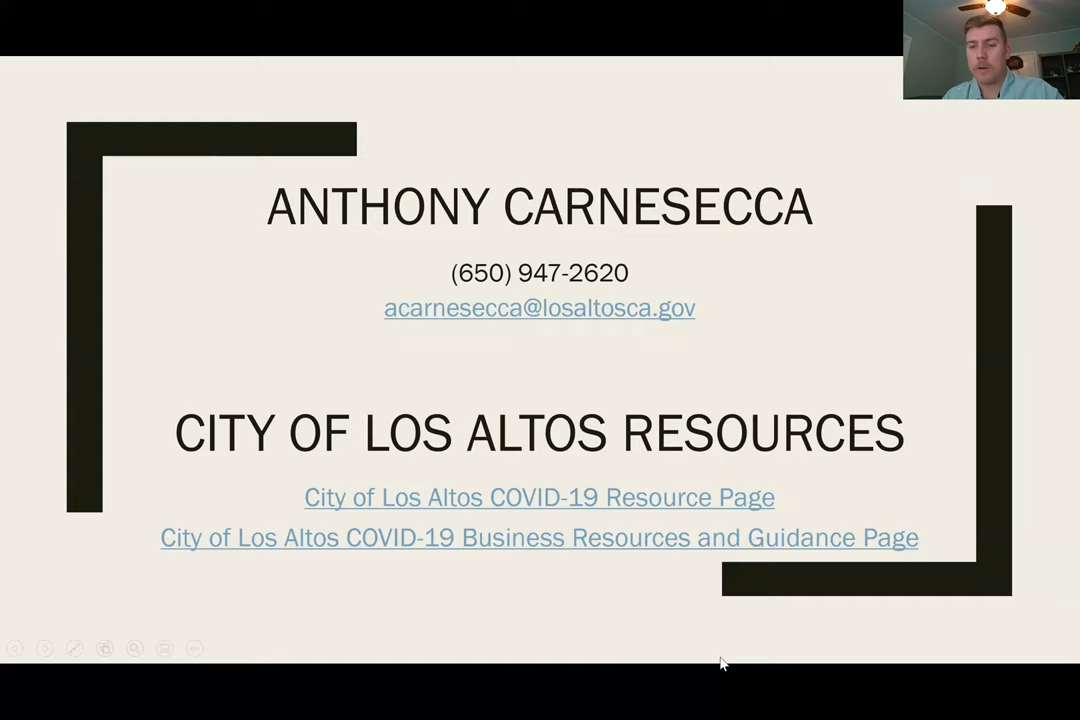 ANTHONY CARNESECCA
(650) 947-2620
acarnesecca@losaltosca.gov
CITY OF LOS ALTOS RESOURCES
City of Los Altos COVID-19 Resource Page
City of Los Altos COVID-19 Business Resources and Guidance Page